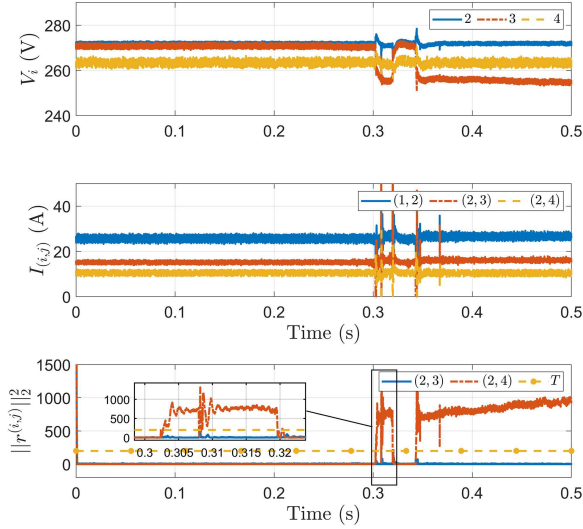 280
260
240
V_i (V)
2 3 4
0 0.1 0.2 0.3 0.4 0.5
Time (s)
40
20
0
I_(i,j) (A)
(1, 2) (2, 3) (2, 4)
0 0.1 0.2 0.3 0.4 0.5
Time (s)
1500
1000
500
0
||r^(i,j)||_2^2
(2, 3) (2, 4) T
1000
500
0
0.3 0.305 0.31 0.315 0.32
0 0.1 0.2 0.3 0.4 0.5
Time (s)